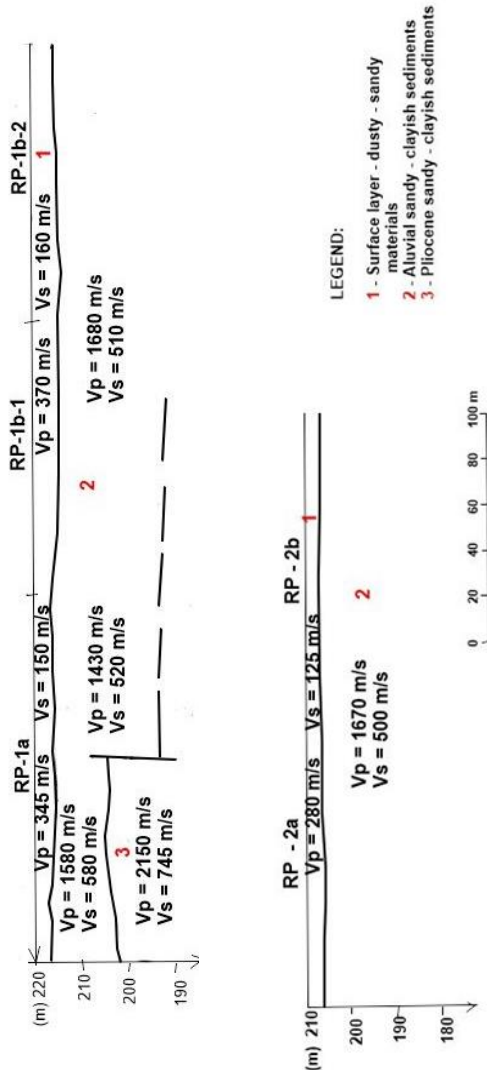 RP-1a
RP-1b-1
RP-1b-2
(m) 220
210
200
190
Vp = 345 m/s
Vs = 150 m/s
Vp = 370 m/s
Vs = 160 m/s
1
Vp = 1580 m/s
Vs = 580 m/s
Vp = 1430 m/s
Vs = 520 m/s
2
Vp = 1680 m/s
Vs = 510 m/s
3
Vp = 2150 m/s
Vs = 745 m/s
RP - 2a
RP - 2b
(m) 210
200
190
180
Vp = 280 m/s
Vs = 125 m/s
1
Vp = 1670 m/s
Vs = 500 m/s
2
0 20 40 60 80 100 m
LEGEND:
1 - Surface layer - dusty - sandy
materials
2 - Aluvial sandy - clayish sediments
3 - Pliocene sandy - clayish sediments